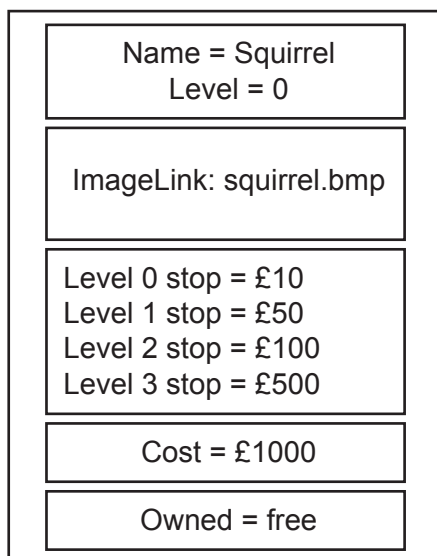 Name = Squirrel
Level = 0
ImageLink: squirrel.bmp
Level 0 stop = £10
Level 1 stop = £50
Level 2 stop = £100
Level 3 stop = £500
Cost = £1000
Owned = free